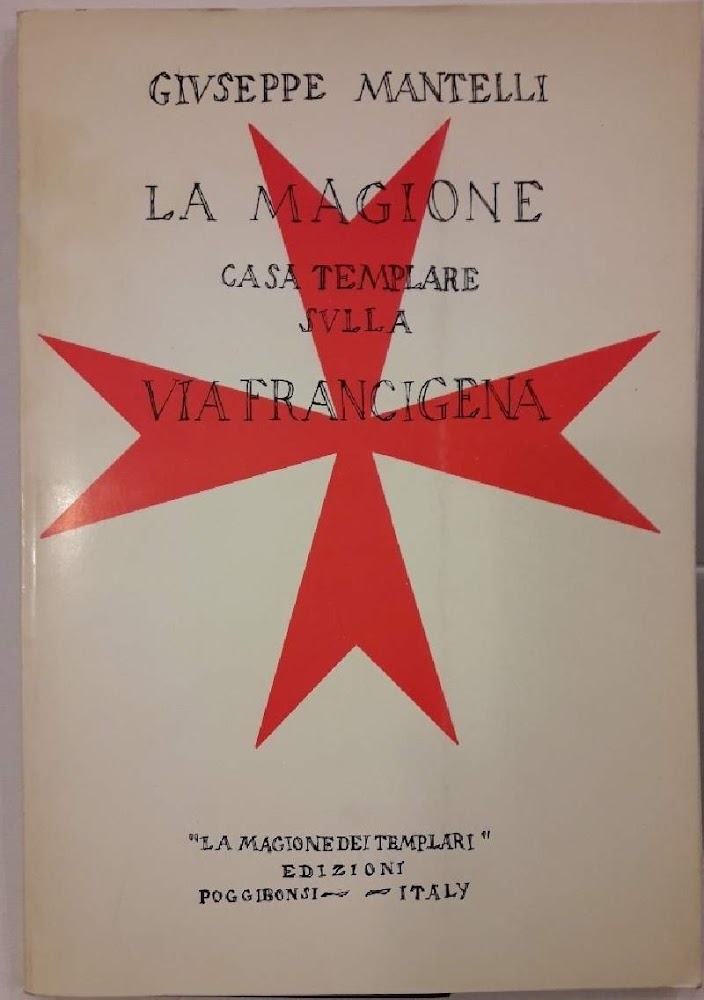 GIVSEPPE MANTELLI
LA MAGIONE
CASA TEMPLARE
SVLLA
VIA FRANCIGENA
"LA MAGIONE DEI TEMPLARI"
EDIZIONI
POGGIBONSI ~ ~ ITALY